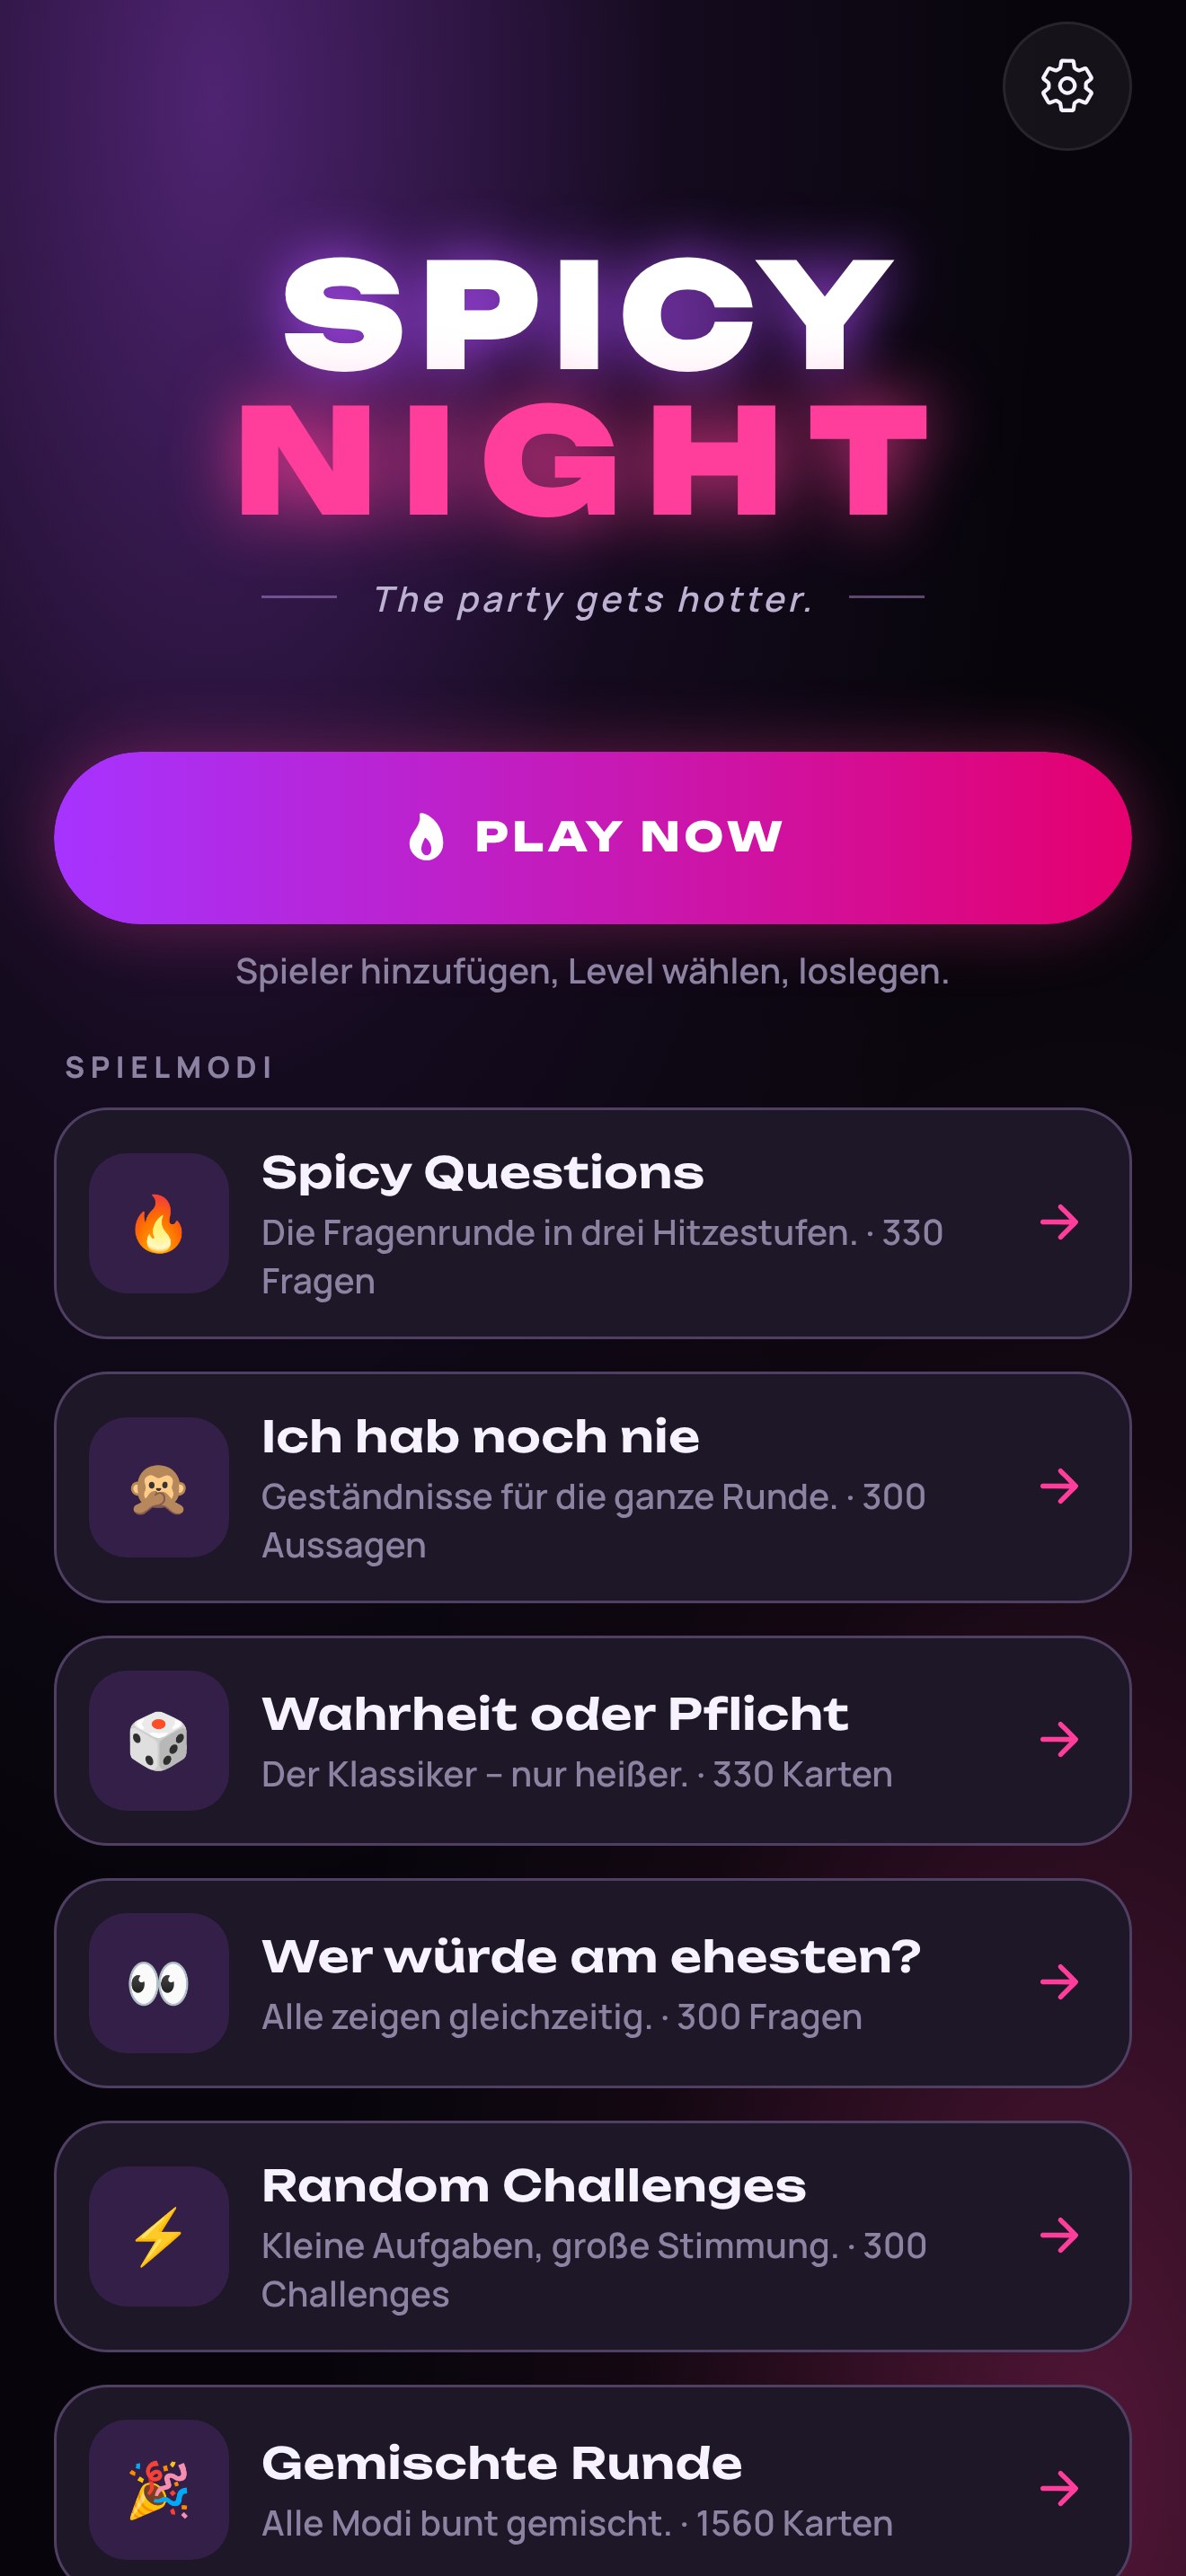 SPICY
NIGHT
The party gets hotter.
PLAY NOW
Spieler hinzufügen, Level wählen, loslegen.
SPIELMODI
Spicy Questions
Die Fragenrunde in drei Hitzestufen. · 330
Fragen
Ich hab noch nie
Geständnisse für die ganze Runde. · 300
Aussagen
Wahrheit oder Pflicht
Der Klassiker – nur heißer. · 330 Karten
Wer würde am ehesten?
Alle zeigen gleichzeitig. · 300 Fragen
Random Challenges
Kleine Aufgaben, große Stimmung. · 300
Challenges
Gemischte Runde
Alle Modi bunt gemischt. · 1560 Karten